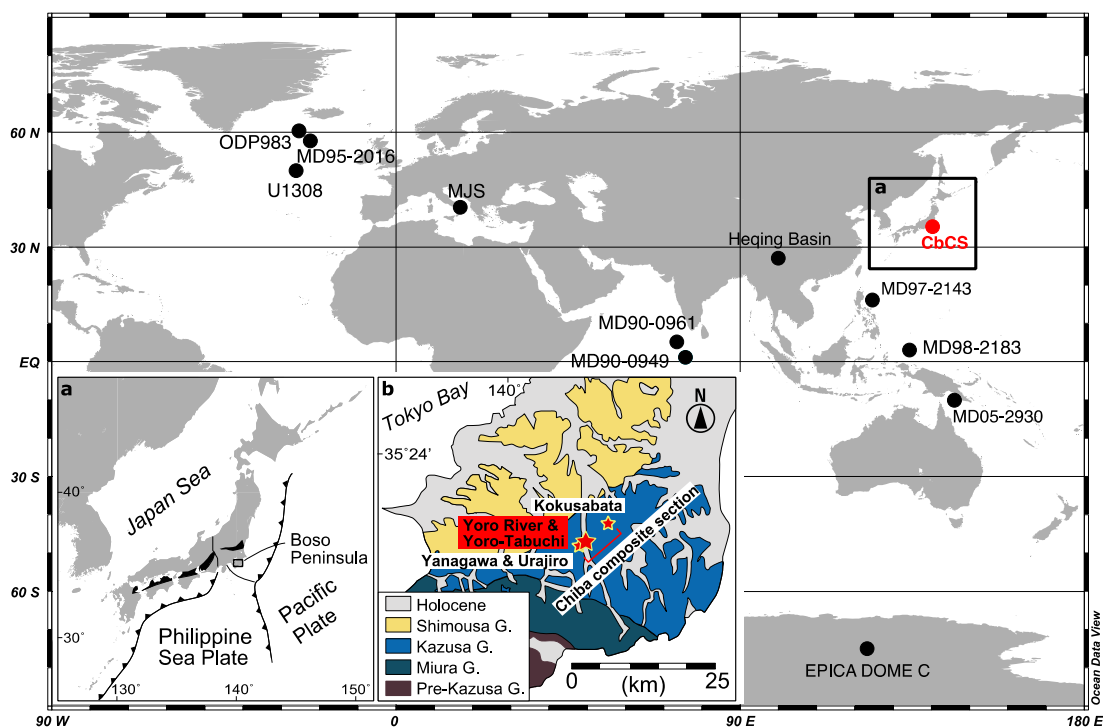 60 N
30 N
EQ
30 S
60 S
90 W
0
90 E
180 E
ODP983
MD95-2016
U1308
MJS
Heqing Basin
a
CbCS
MD97-2143
MD90-0961
MD90-0949
MD98-2183
MD05-2930
EPICA DOME C
Ocean Data View
a
Japan Sea
40°
30°
130°
140°
150°
Boso
Peninsula
Pacific
Plate
Philippine
Sea Plate
b
Tokyo Bay
140°
35°24'
N
Kokusabata
Yoro River &
Yoro-Tabuchi
Yanagawa & Urajiro
Chiba composite section
Holocene
Shimousa G.
Kazusa G.
Miura G.
Pre-Kazusa G.
0 (km) 25